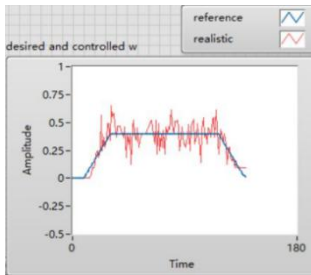 reference
realistic
desired and controlled w
1
0.75
0.5
0.25
0
-0.25
-0.5
Amplitude
0
180
Time